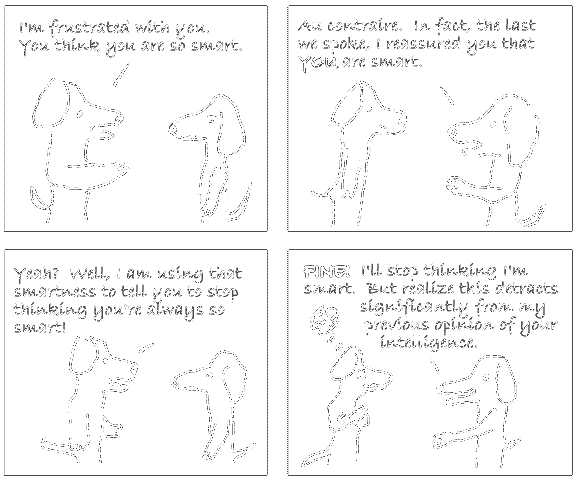 I'm frustrated with you.
You think you are so smart.
Au contraire. In fact, the last
we spoke, I reassured you that
YOU are smart.
Yeah? Well, I am using that
smartness to tell you to stop
thinking you're always so
smart!
FINE! I'll stop thinking I'm
smart. But realize this detracts
significantly from my
previous opinion of your
intelligence.